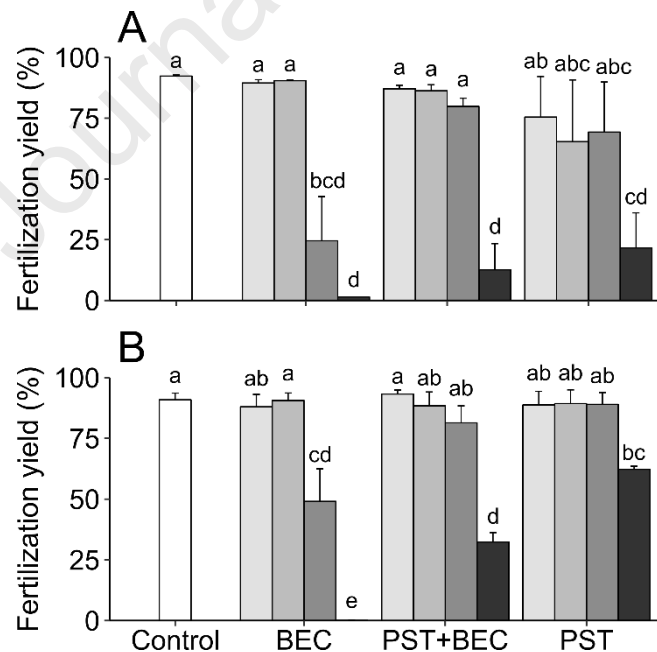 Journa
A
Fertilization yield (%)
100
75
50
25
0
a
a a bcd d
a a a d
ab abc abc cd
B
Fertilization yield (%)
100
75
50
25
0
a
ab a cd e
a ab ab d
ab ab ab bc
Control BEC PST+BEC PST